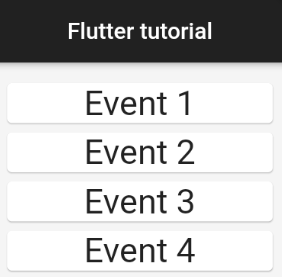 Flutter tutorial
Event 1
Event 2
Event 3
Event 4